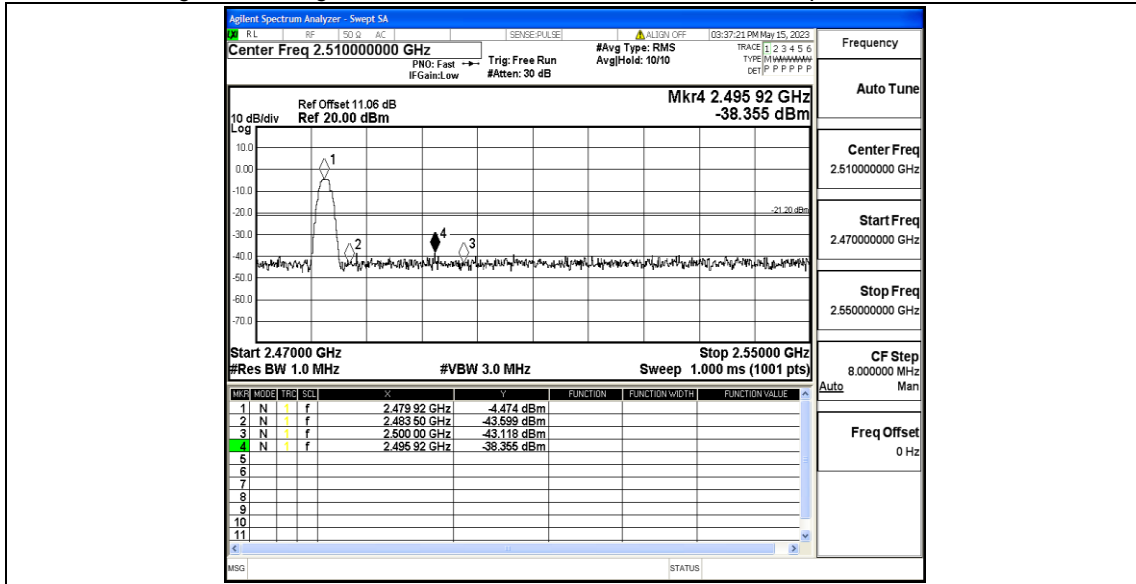 Agilent Spectrum Analyzer - Swept SA
RL RF 50 Ω AC SENSE:PULSE ALIGN OFF 03:37:21 PM May 15, 2023
Center Freq 2.510000000 GHz
PNO: Fast
IFGain:Low
Trig: Free Run
#Atten: 30 dB
#Avg Type: RMS
Avg|Hold: 10/10
TRACE 1 2 3 4 5 6
TYPE M
DET P P P P P P
Ref Offset 11.06 dB
10 dB/div Ref 20.00 dBm
Log
Mkr4 2.495 92 GHz
-38.355 dBm
10.0
0.00
-10.0
-20.0
-30.0
-40.0
-50.0
-60.0
-70.0
1
2
4
3
-21.20 dBm
Start 2.47000 GHz Stop 2.55000 GHz
#Res BW 1.0 MHz #VBW 3.0 MHz Sweep 1.000 ms (1001 pts)
MKR MODE TRC SCL X Y FUNCTION FUNCTION WIDTH FUNCTION VALUE
1 N 1 f 2.479 92 GHz -4.474 dBm
2 N 1 f 2.483 50 GHz -43.599 dBm
3 N 1 f 2.500 00 GHz -43.118 dBm
4 N 1 f 2.495 92 GHz -38.355 dBm
5
6
7
8
9
10
11
MSG STATUS
Frequency
Auto Tune
Center Freq
2.510000000 GHz
Start Freq
2.470000000 GHz
Stop Freq
2.550000000 GHz
CF Step
8.000000 MHz
Auto Man
Freq Offset
0 Hz